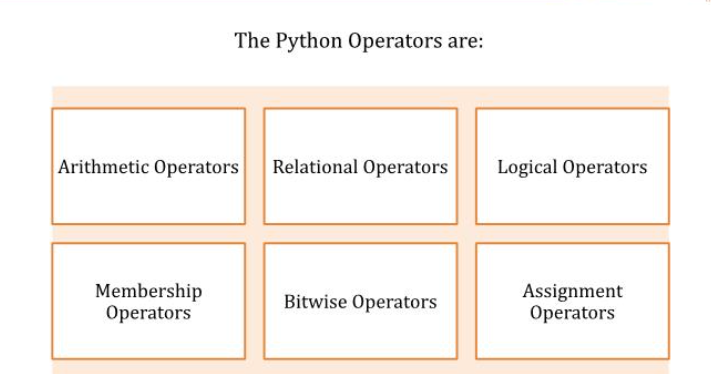 The Python Operators are:
Arithmetic Operators
Relational Operators
Logical Operators
Membership
Operators
Bitwise Operators
Assignment
Operators